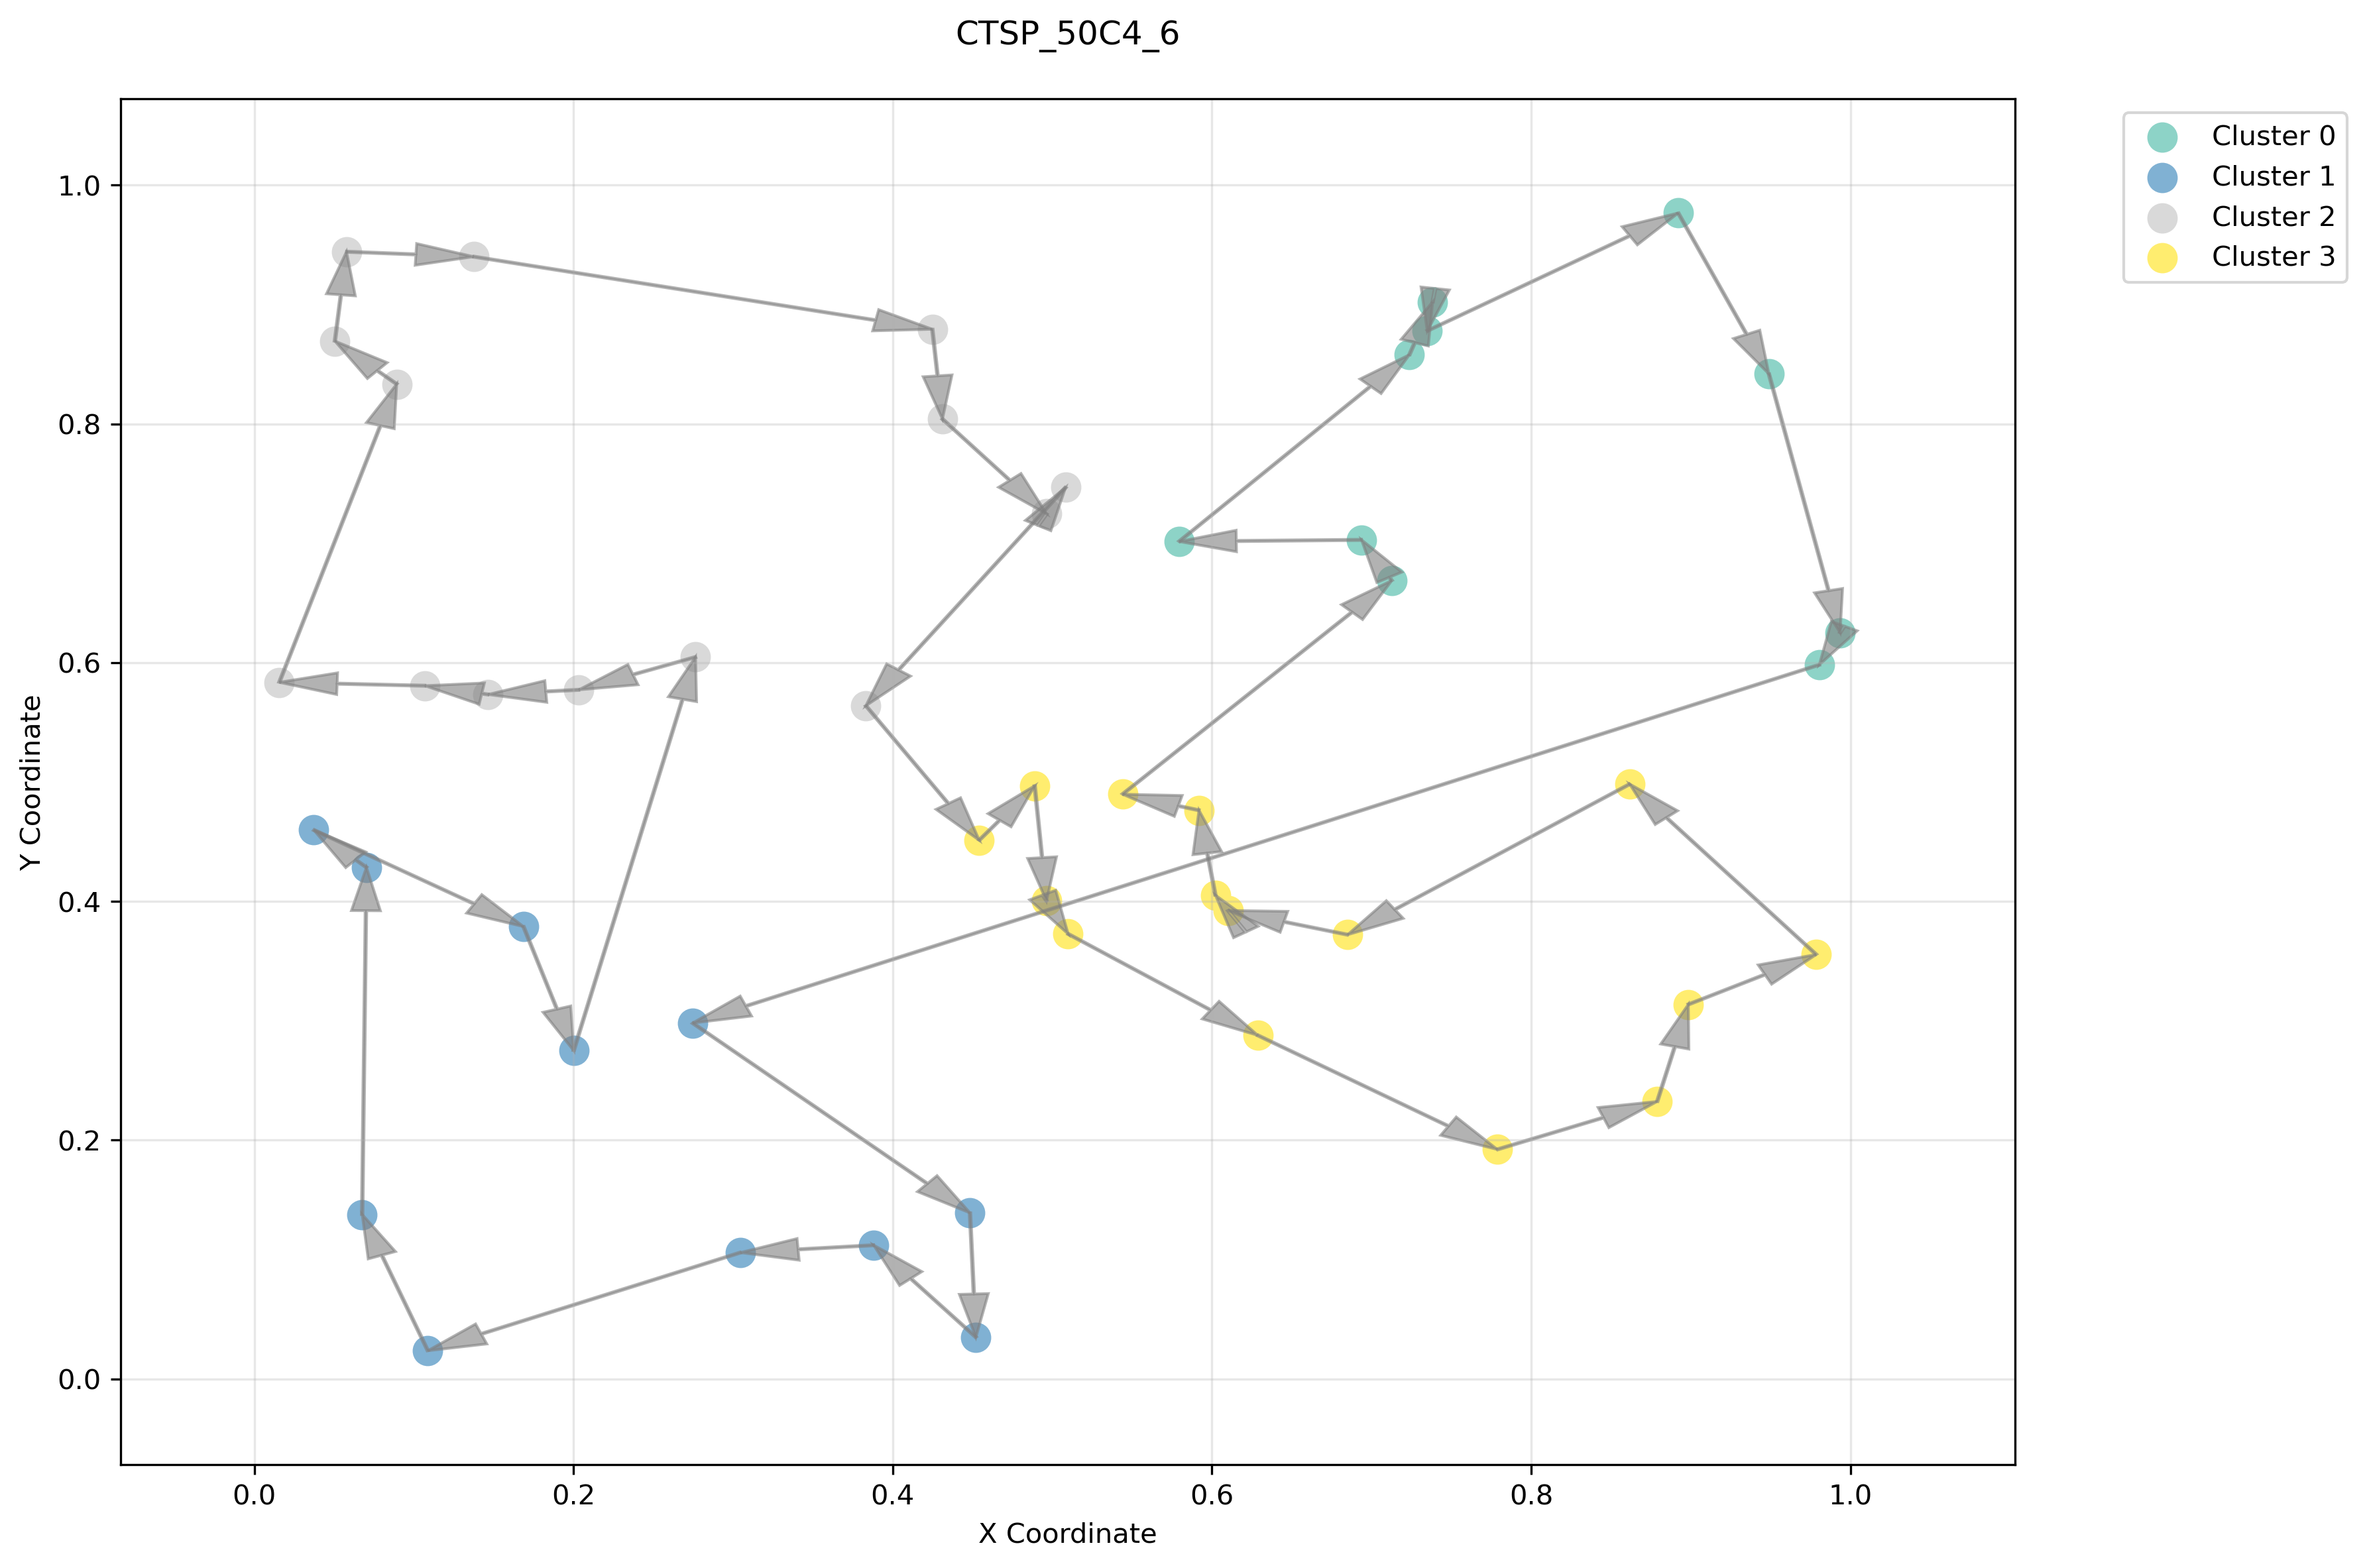 CTSP_50C4_6
Cluster 0
Cluster 1
Cluster 2
Cluster 3
1.0
0.8
0.6
0.4
0.2
0.0
Y Coordinate
0.0 0.2 0.4 0.6 0.8 1.0
X Coordinate